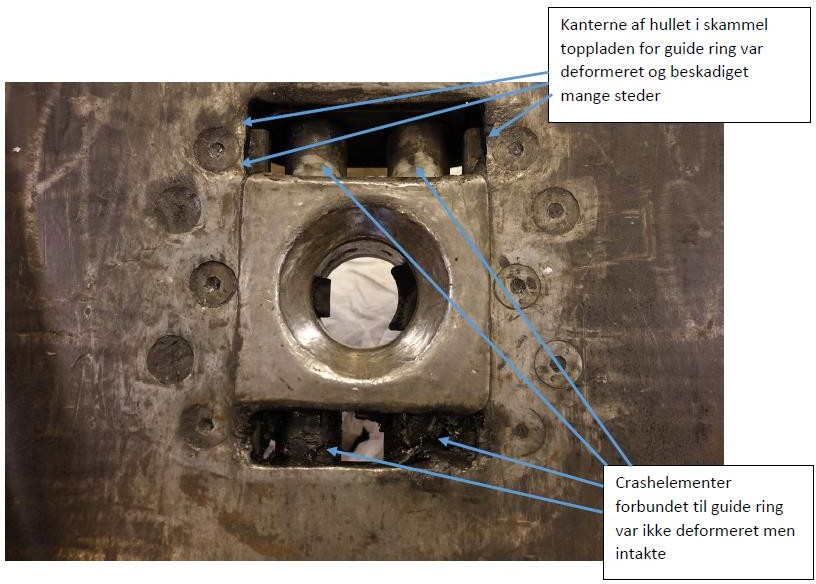 Kanterne af hullet i skammel
toppladen for guide ring var
deformeret og beskadiget
mange steder
Crashelementer
forbundet til guide ring
var ikke deformeret men
intakte